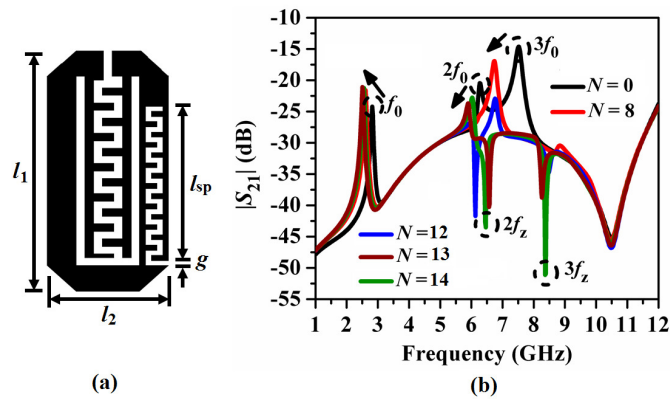 l1
l2
lsp
g
(a)
|S21| (dB)
-10
-15
-20
-25
-30
-35
-40
-45
-50
-55
f0
2f0
3f0
N = 0
N = 8
N = 12
N = 13
N = 14
2fz
3fz
1 2 3 4 5 6 7 8 9 10 11 12
Frequency (GHz)
(b)